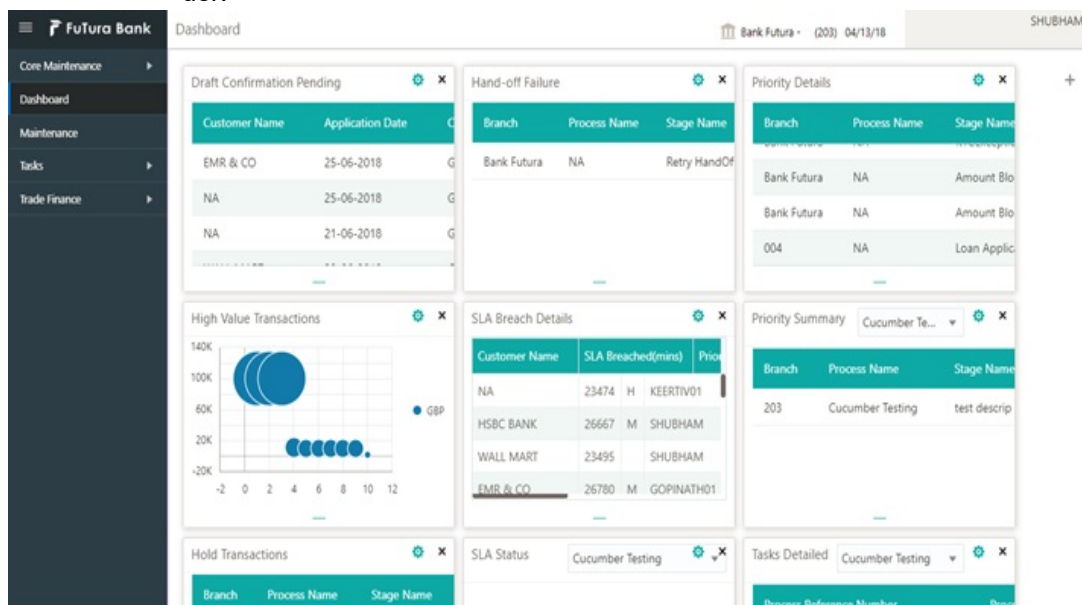 FuTura Bank
Dashboard
Bank Futura - (203) 04/13/18
SHUBHAM
Core Maintenance
Dashboard
Maintenance
Tasks
Trade Finance
Draft Confirmation Pending
Customer Name Application Date
EMR & CO 25-06-2018 G
NA 25-06-2018 G
NA 21-06-2018 G
Hand-off Failure
Branch Process Name Stage Name
Bank Futura NA Retry HandOf
Priority Details
Branch Process Name Stage Name
Bank Futura NA Amount Blo
Bank Futura NA Amount Blo
004 NA Loan Applic
High Value Transactions
140K
100K
60K
20K
-20K
-2 0 2 4 6 8 10 12
GBP
SLA Breach Details
Customer Name SLA Breached(mins) Prior
NA 23474 H KEERTIV01
HSBC BANK 26667 M SHUBHAM
WALL MART 23495 SHUBHAM
EMR & CO 26780 M GOPINATH01
Priority Summary Cucumber Te...
Branch Process Name Stage Name
203 Cucumber Testing test descrip
Hold Transactions
Branch Process Name Stage Name
SLA Status Cucumber Testing
Tasks Detailed Cucumber Testing
Process Reference Number